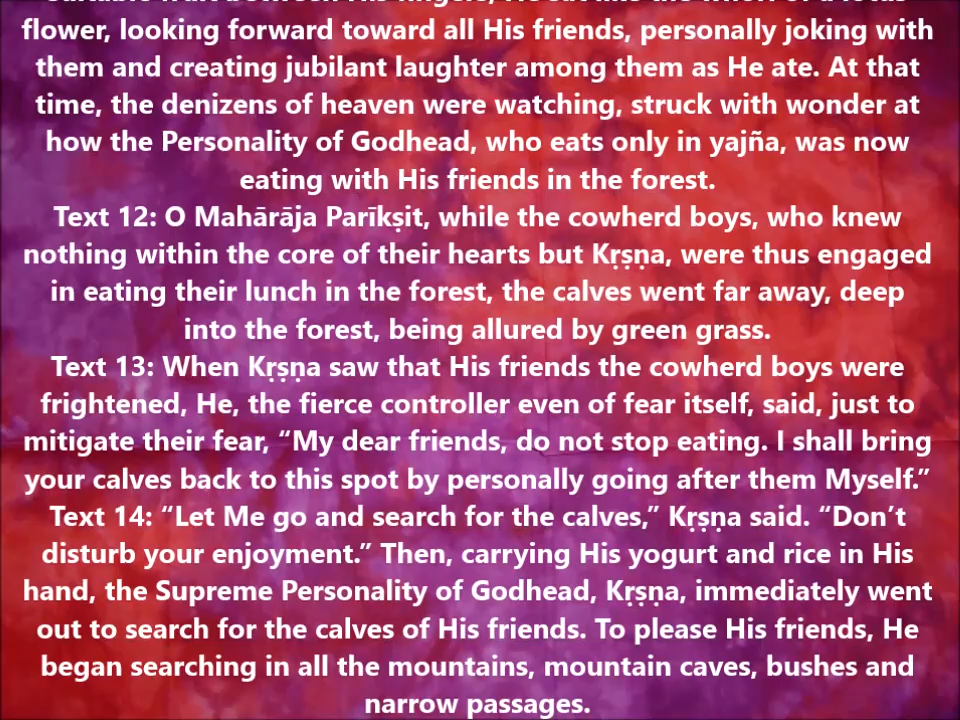 flower, looking forward toward all His friends, personally joking with
them and creating jubilant laughter among them as He ate. At that
time, the denizens of heaven were watching, struck with wonder at
how the Personality of Godhead, who eats only in yajña, was now
eating with His friends in the forest.
Text 12: O Mahārāja Parīkṣit, while the cowherd boys, who knew
nothing within the core of their hearts but Kṛṣṇa, were thus engaged
in eating their lunch in the forest, the calves went far away, deep
into the forest, being allured by green grass.
Text 13: When Kṛṣṇa saw that His friends the cowherd boys were
frightened, He, the fierce controller even of fear itself, said, just to
mitigate their fear, “My dear friends, do not stop eating. I shall bring
your calves back to this spot by personally going after them Myself.”
Text 14: “Let Me go and search for the calves,” Kṛṣṇa said. “Don’t
disturb your enjoyment.” Then, carrying His yogurt and rice in His
hand, the Supreme Personality of Godhead, Kṛṣṇa, immediately went
out to search for the calves of His friends. To please His friends, He
began searching in all the mountains, mountain caves, bushes and
narrow passages.